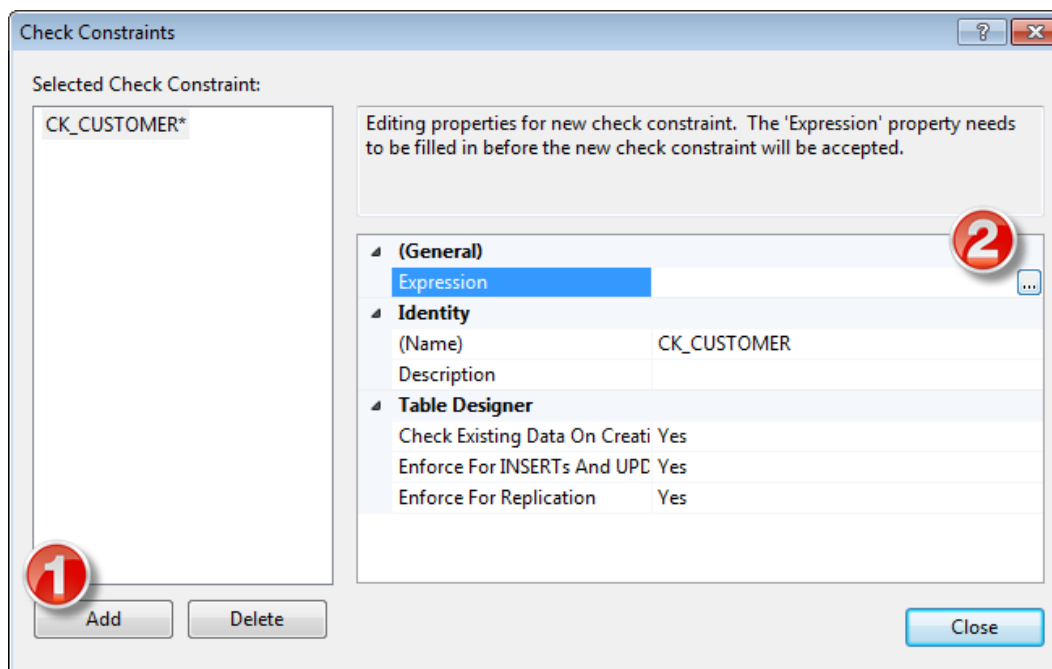 Check Constraints
Selected Check Constraint:
CK_CUSTOMER*
Editing properties for new check constraint.  The 'Expression' property needs
to be filled in before the new check constraint will be accepted.
2
(General)
Expression
...
Identity
(Name) CK_CUSTOMER
Description
Table Designer
Check Existing Data On Creati Yes
Enforce For INSERTs And UPD Yes
Enforce For Replication Yes
1
Add Delete
Close